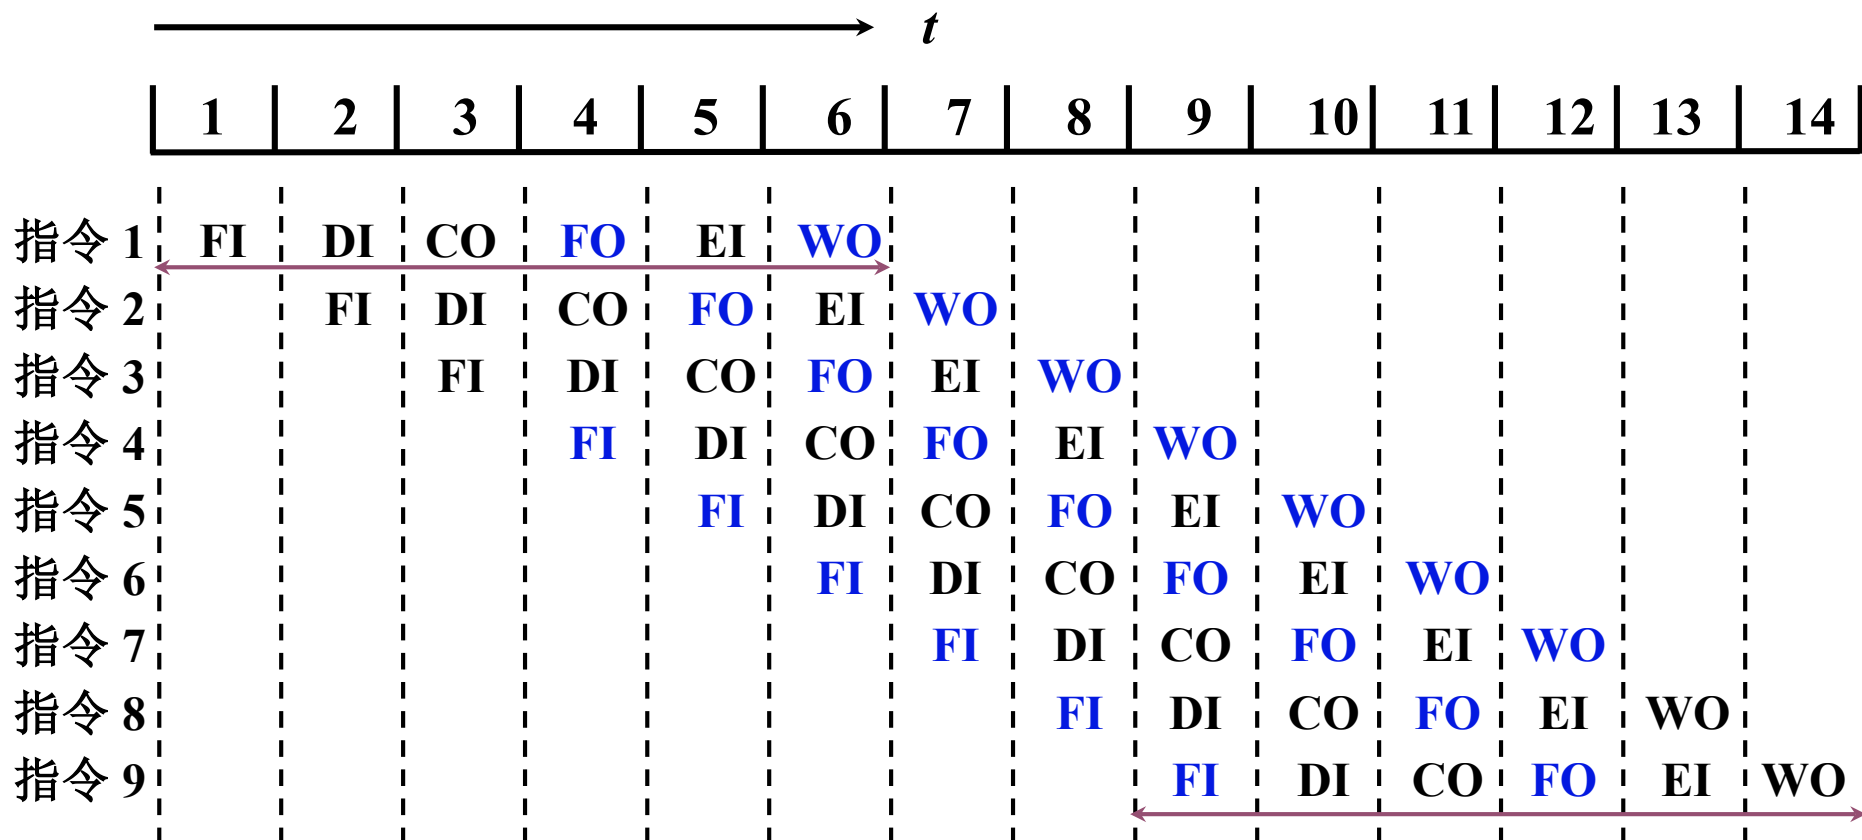 t
1 2 3 4 5 6 7 8 9 10 11 12 13 14
指令 1 FI DI CO FO EI WO
指令 2 FI DI CO FO EI WO
指令 3 FI DI CO FO EI WO
指令 4 FI DI CO FO EI WO
指令 5 FI DI CO FO EI WO
指令 6 FI DI CO FO EI WO
指令 7 FI DI CO FO EI WO
指令 8 FI DI CO FO EI WO
指令 9 FI DI CO FO EI WO